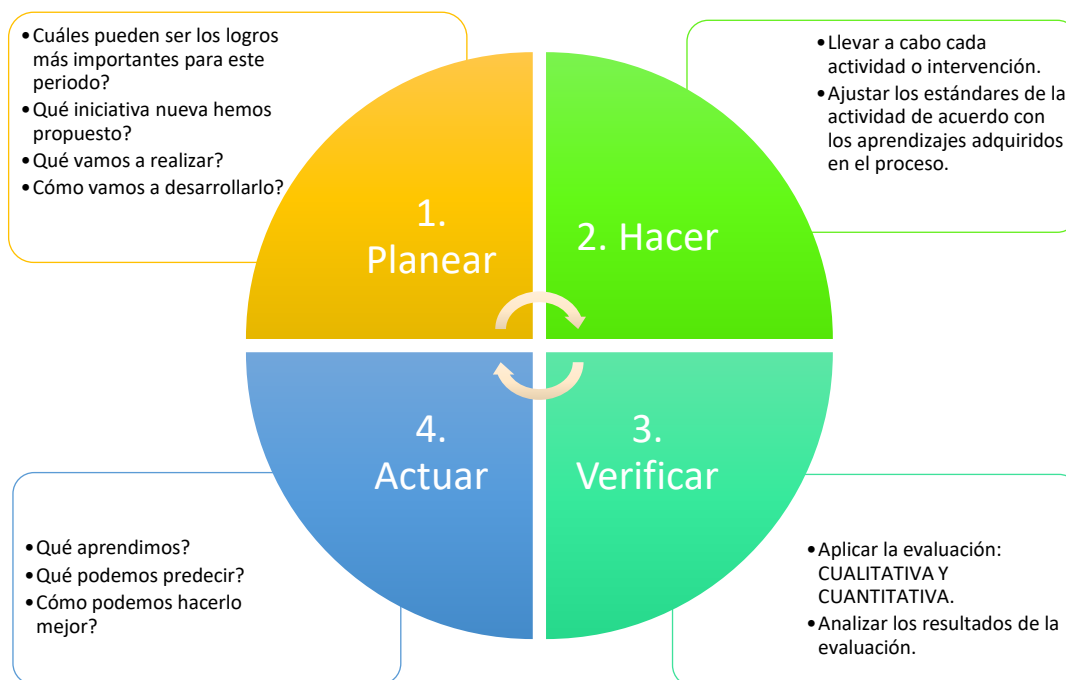 •Cuáles pueden ser los logros
más importantes para este
periodo?
•Qué iniciativa nueva hemos
propuesto?
•Qué vamos a realizar?
•Cómo vamos a desarrollarlo?
1.
Planear
•Llevar a cabo cada
actividad o intervención.
•Ajustar los estándares de la
actividad de acuerdo con
los aprendizajes adquiridos
en el proceso.
2. Hacer
3.
Verificar
•Aplicar la evaluación:
CUALITATIVA Y
CUANTITATIVA.
•Analizar los resultados de la
evaluación.
4.
Actuar
•Qué aprendimos?
•Qué podemos predecir?
•Cómo podemos hacerlo
mejor?